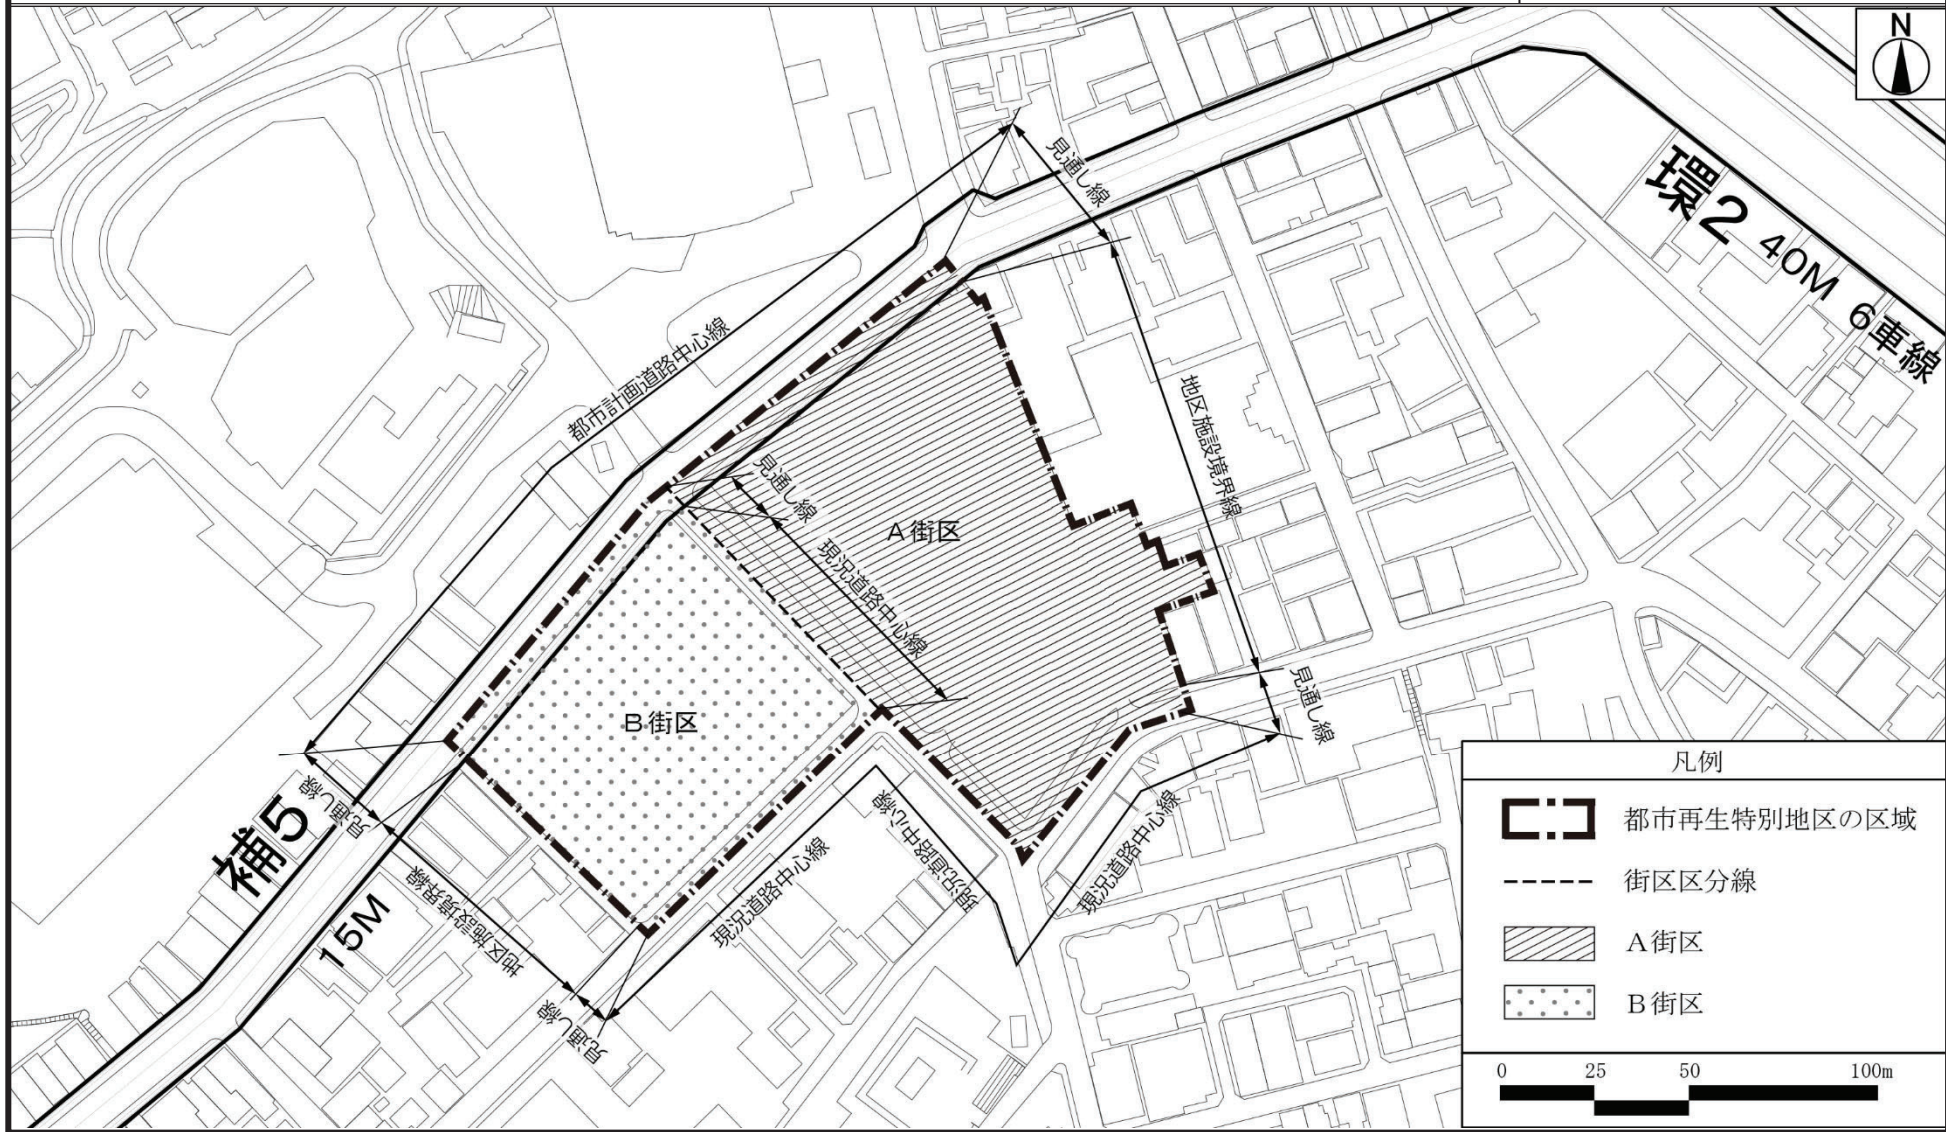 N
見通し線
環2 40M 6車線
都市計画道路中心線
地区施設境界線
見通し線
A街区
現況道路中心線
B街区
見通し線
見通し線
補5
15M
地区施設境界線
現況道路中心線
現況道路中心線
現況道路中心線
見通し線
凡例
都市再生特別地区の区域
街区区分線
A街区
B街区
0 25 50 100m